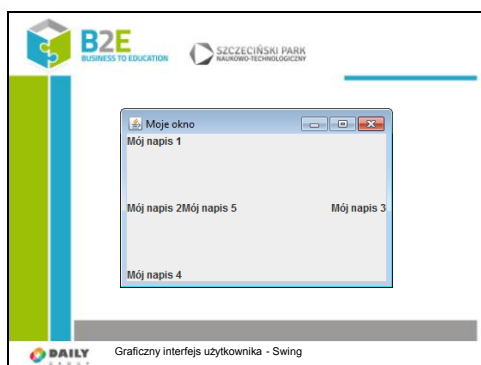 B2E
BUSINESS TO EDUCATION
SZCZECIŃSKI PARK
NAUKOWO-TECHNOLOGICZNY
Moje okno
Mój napis 1
Mój napis 2Mój napis 5 Mój napis 3
Mój napis 4
DAILY
GROUP
Graficzny interfejs użytkownika - Swing